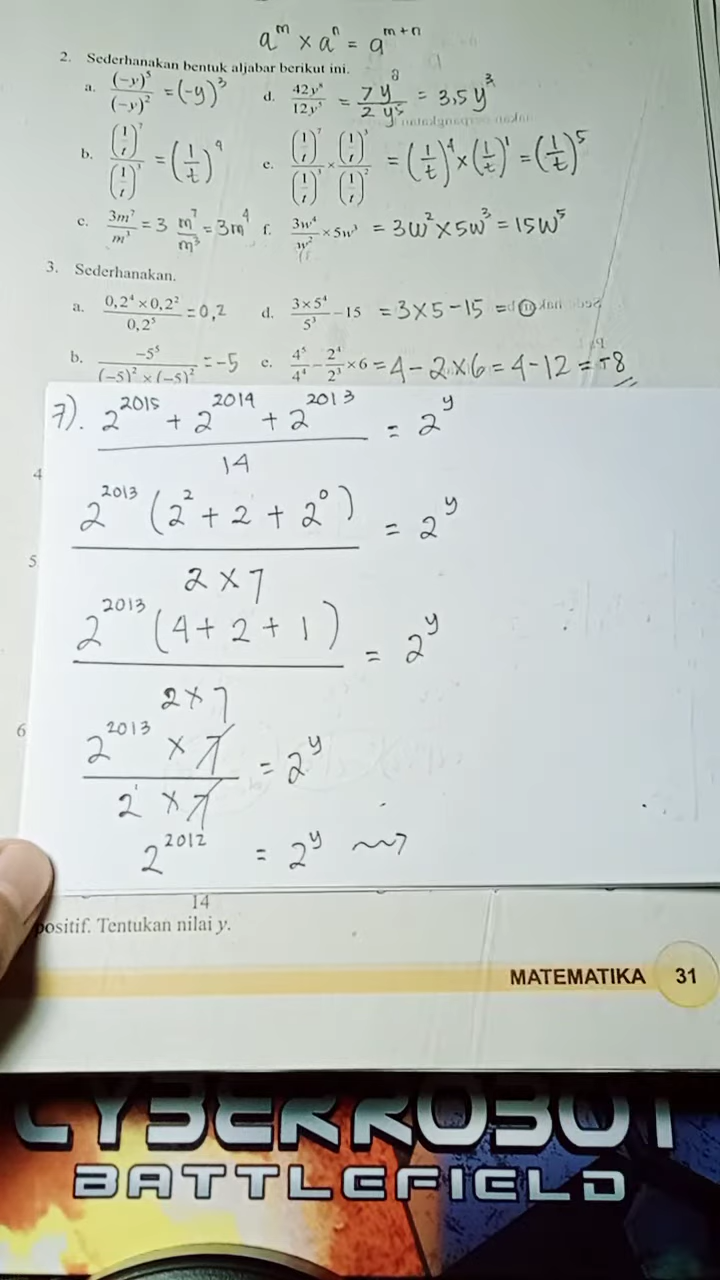 a^m × a^n = a^{m+n}
2. Sederhanakan bentuk aljabar berikut ini.
a. (-y)^5/(-y)^2 = (-y)^3
d. 42y^8/12y^5 = 7y^8/2y^5 = 3,5y^3
b. (1/t)^7/(1/t)^3 = (1/t)^4
e. (1/t)^7/(1/t)^3 × (1/t)^3/(1/t)^2 = (1/t)^4 × (1/t)^1 = (1/t)^5
c. 3m^7/m^3 = 3 m^7/m^3 = 3m^4
f. 3w^4/w^2 × 5w^3 = 3w^2 × 5w^3 = 15w^5
3. Sederhanakan.
a. 0,2^4 × 0,2^2/0,2^5 = 0,2
d. 3 × 5^4/5^3 – 15 = 3 × 5 – 15 = 0
b. -5^5/(-5)^2 × (-5)^2 = -5
e. 4^5/4^4 – 2^4/2^3 × 6 = 4 – 2 × 6 = 4 – 12 = -8
7). 2^2015 + 2^2014 + 2^2013/14 = 2^y
2^2013 (2^2 + 2 + 2^0)/2 × 7 = 2^y
4
5
2^2013 (4 + 2 + 1)/2 × 7 = 2^y
6
2^2013 × 7/2^1 × 7 = 2^y
2^2012 = 2^y
14
positif. Tentukan nilai y.
MATEMATIKA 31
CYBERROBOT
BATTLEFIELD